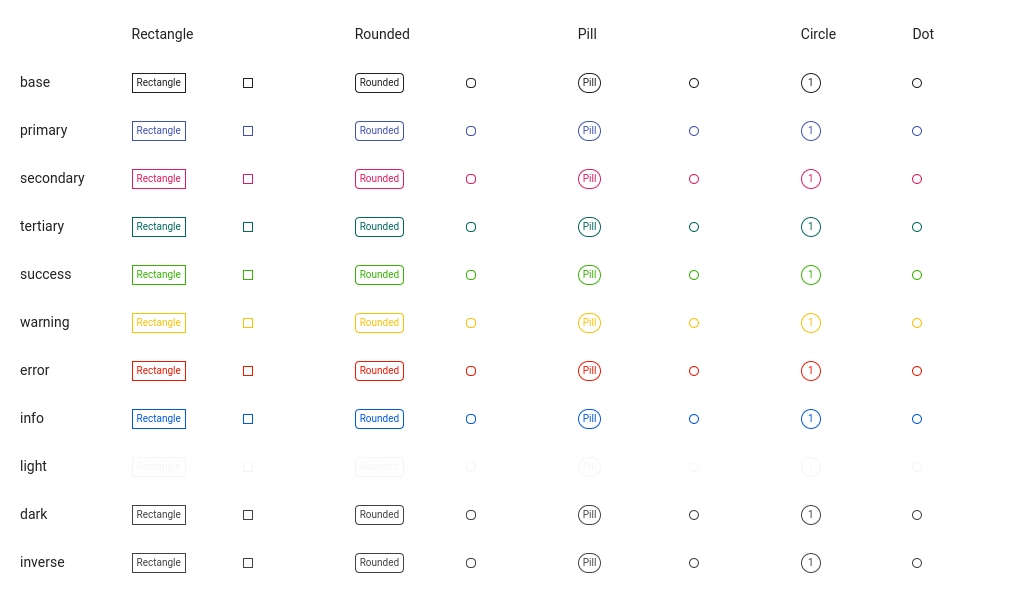 Rectangle Rounded Pill Circle Dot
base Rectangle Rounded Pill 1
primary Rectangle Rounded Pill 1
secondary Rectangle Rounded Pill 1
tertiary Rectangle Rounded Pill 1
success Rectangle Rounded Pill 1
warning Rectangle Rounded Pill 1
error Rectangle Rounded Pill 1
info Rectangle Rounded Pill 1
light Rectangle Rounded Pill 1
dark Rectangle Rounded Pill 1
inverse Rectangle Rounded Pill 1